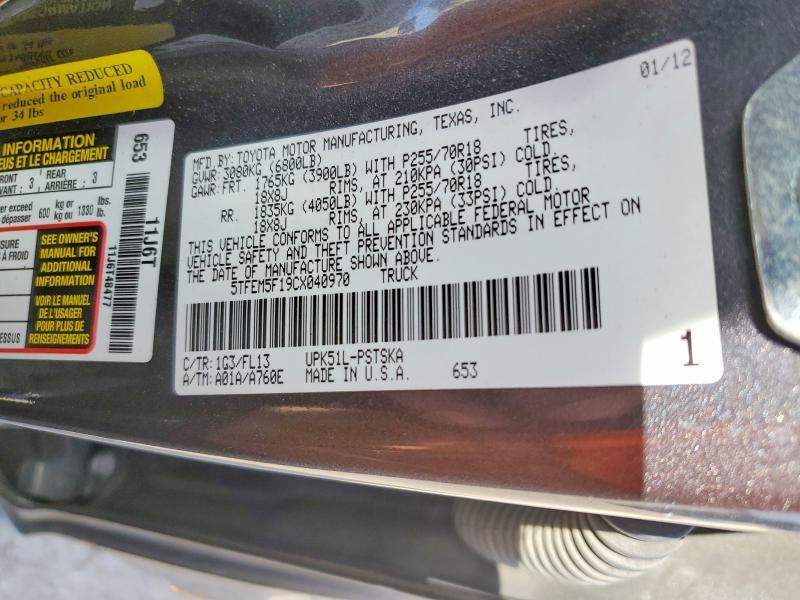 CAPACITY REDUCED
reduced the original load
or 34 lbs
INFORMATION
EUS ET LE CHARGEMENT
653
: 3
REAR
ARRIÈRE : 3
er exceed
dépasser
600
kg or
kg ou
1330
lbs.
lb.
À FROID
SEE OWNER'S
MANUAL FOR
ADDITIONAL
INFORMATION
VOIR LE MANUEL
DE L'USAGER
POUR PLUS DE
RENSEIGNEMENTS
11J6T
11J6T48477
01/12
MFD.BY:TOYOTA MOTOR MANUFACTURING, TEXAS, INC.
GVWR: 3080KG (6800LB)
GAWR:FRT. 1765KG (3900LB) WITH P255/70R18 TIRES,
18X8J RIMS, AT 210KPA (30PSI) COLD.
RR. 1835KG (4050LB) WITH P255/70R18 TIRES,
18X8J RIMS, AT 230KPA (33PSI) COLD.
THIS VEHICLE CONFORMS TO ALL APPLICABLE FEDERAL MOTOR
VEHICLE SAFETY AND THEFT PREVENTION STANDARDS IN EFFECT ON
THE DATE OF MANUFACTURE SHOWN ABOVE.
5TFEM5F19CX040970 TRUCK
C/TR: 1G3/FL13 UPK51L-PSTSKA
A/TM: A01A/A760E MADE IN U.S.A. 653
1